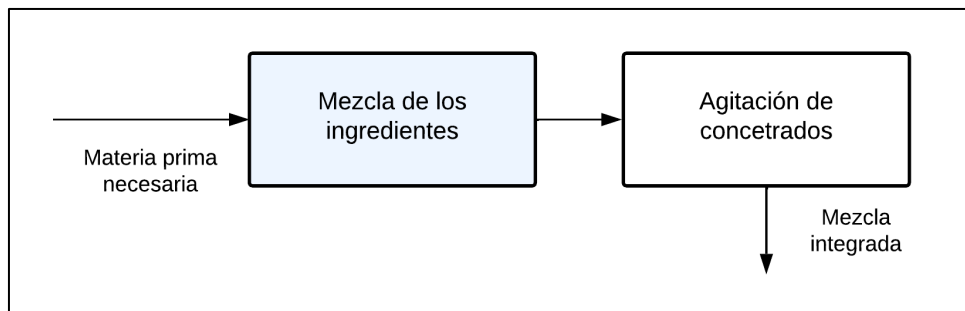 Mezcla de los
ingredientes
Agitación de
concetrados
Materia prima
necesaria
Mezcla
integrada